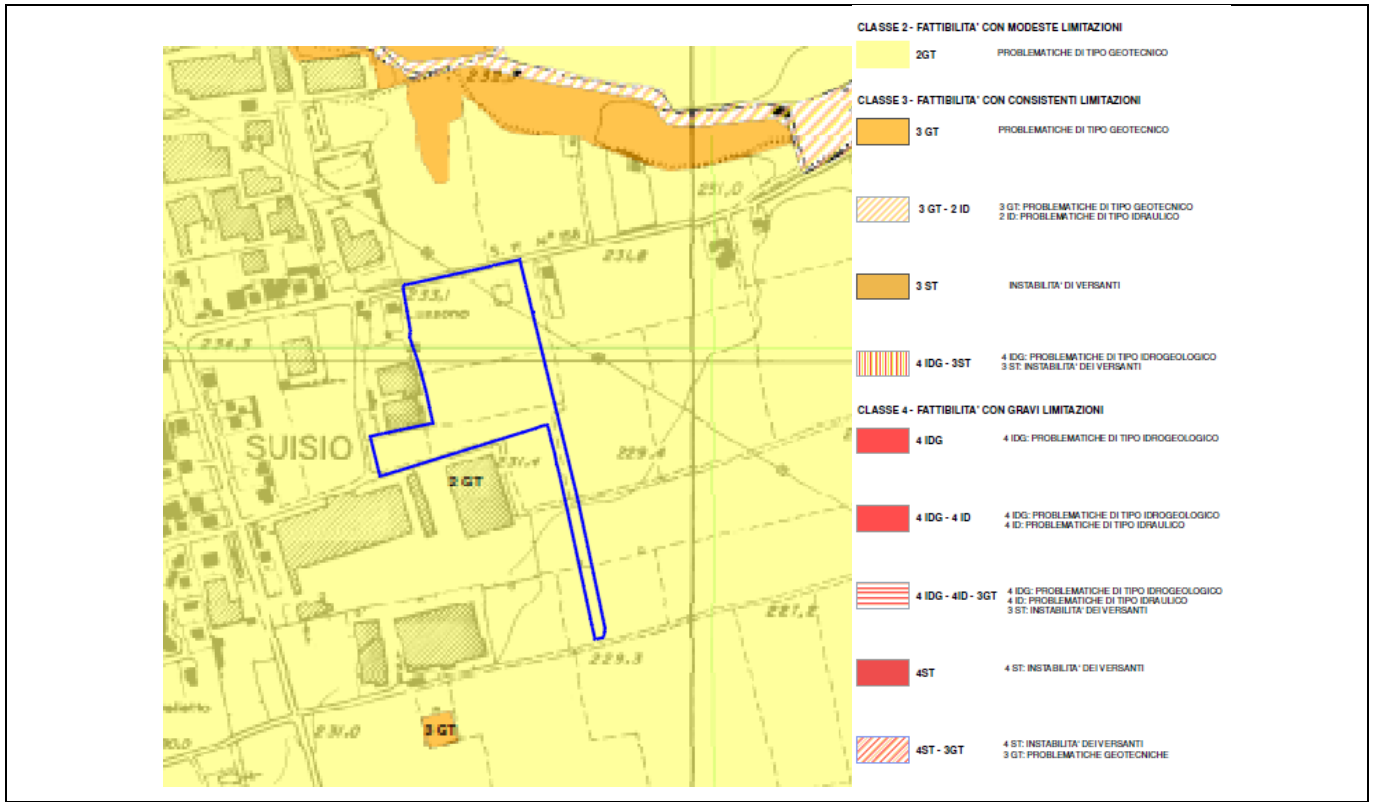 CLASSE 2 - FATTIBILITA' CON MODESTE LIMITAZIONI
2GT PROBLEMATICHE DI TIPO GEOTECNICO
CLASSE 3 - FATTIBILITA' CON CONSISTENTI LIMITAZIONI
3 GT PROBLEMATICHE DI TIPO GEOTECNICO
3 GT - 2 ID 3 GT: PROBLEMATICHE DI TIPO GEOTECNICO
2 ID: PROBLEMATICHE DI TIPO IDRAULICO
3 ST INSTABILITA' DI VERSANTI
4 IDG - 3ST 4 IDG: PROBLEMATICHE DI TIPO IDROGEOLOGICO
3 ST: INSTABILITA' DEI VERSANTI
CLASSE 4 - FATTIBILITA' CON GRAVI LIMITAZIONI
4 IDG 4 IDG: PROBLEMATICHE DI TIPO IDROGEOLOGICO
4 IDG - 4 ID 4 IDG: PROBLEMATICHE DI TIPO IDROGEOLOGICO
4 ID: PROBLEMATICHE DI TIPO IDRAULICO
4 IDG - 4ID - 3GT 4 IDG: PROBLEMATICHE DI TIPO IDROGEOLOGICO
4 ID: PROBLEMATICHE DI TIPO IDRAULICO
3 ST: INSTABILITA' DEI VERSANTI
4ST 4 ST: INSTABILITA' DEI VERSANTI
4ST - 3GT 4 ST: INSTABILITA' DEI VERSANTI
3 GT: PROBLEMATICHE GEOTECNICHE
231,0
S. P. N° 158
231,8
233,1
234,3
SUISIO
231,4
229,4
2 GT
227,2
229,3
3 GT
231,0